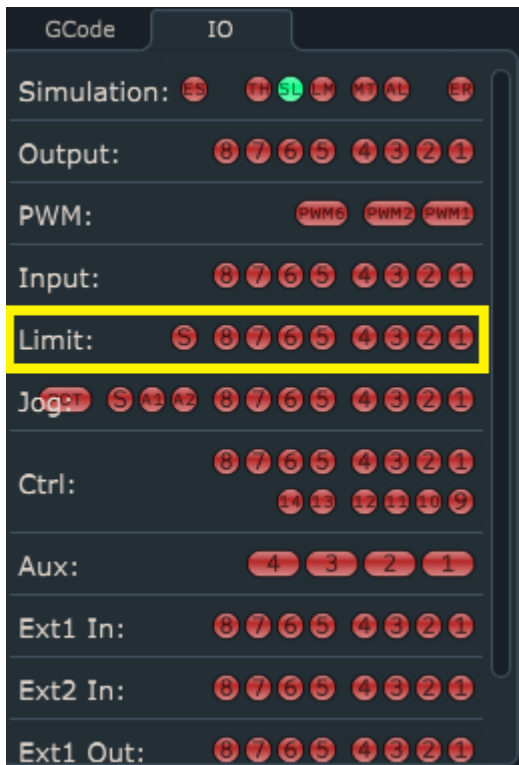 GCode IO
Simulation: ES TH SL LM MT AL ER
Output: 8 7 6 5 4 3 2 1
PWM: PWM6 PWM2 PWM1
Input: 8 7 6 5 4 3 2 1
Limit: S 8 7 6 5 4 3 2 1
Jog: S A1 A2 8 7 6 5 4 3 2 1
Ctrl: 8 7 6 5 4 3 2 1
14 13 12 11 10 9
Aux: 4 3 2 1
Ext1 In: 8 7 6 5 4 3 2 1
Ext2 In: 8 7 6 5 4 3 2 1
Ext1 Out: 8 7 6 5 4 3 2 1